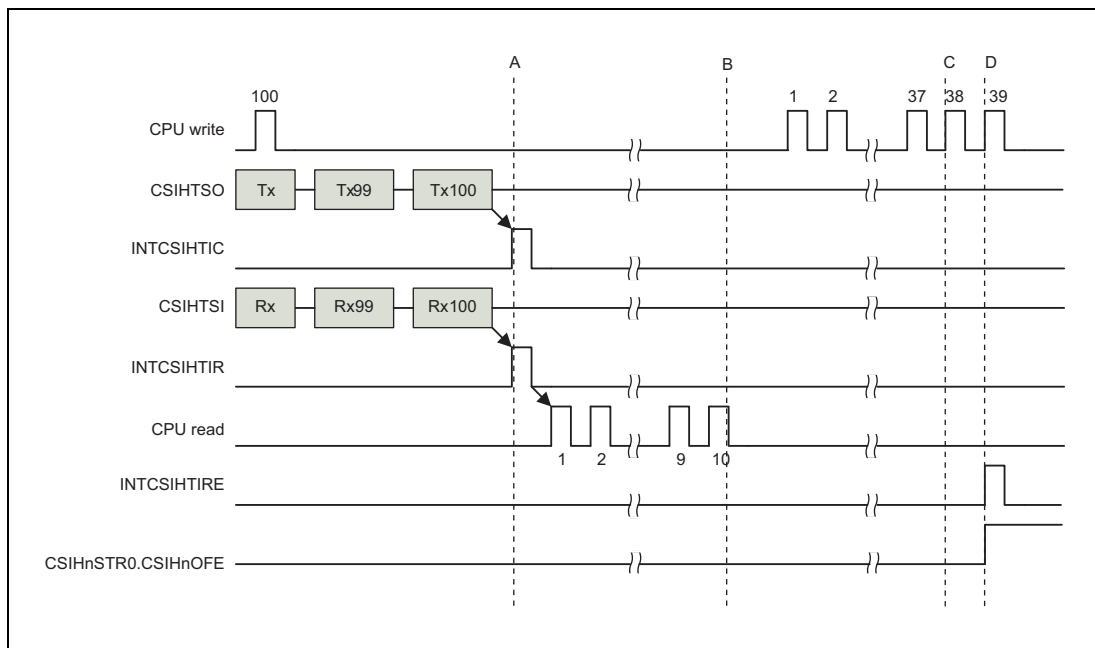 A
B
C D
100
1 2 37 38 39
CPU write
CSIHTSO Tx Tx99 Tx100
INTCSIHTIC
CSIHTSI Rx Rx99 Rx100
INTCSIHTIR
CPU read
1 2 9 10
INTCSIHTIRE
CSIHnSTR0.CSIHnOFE